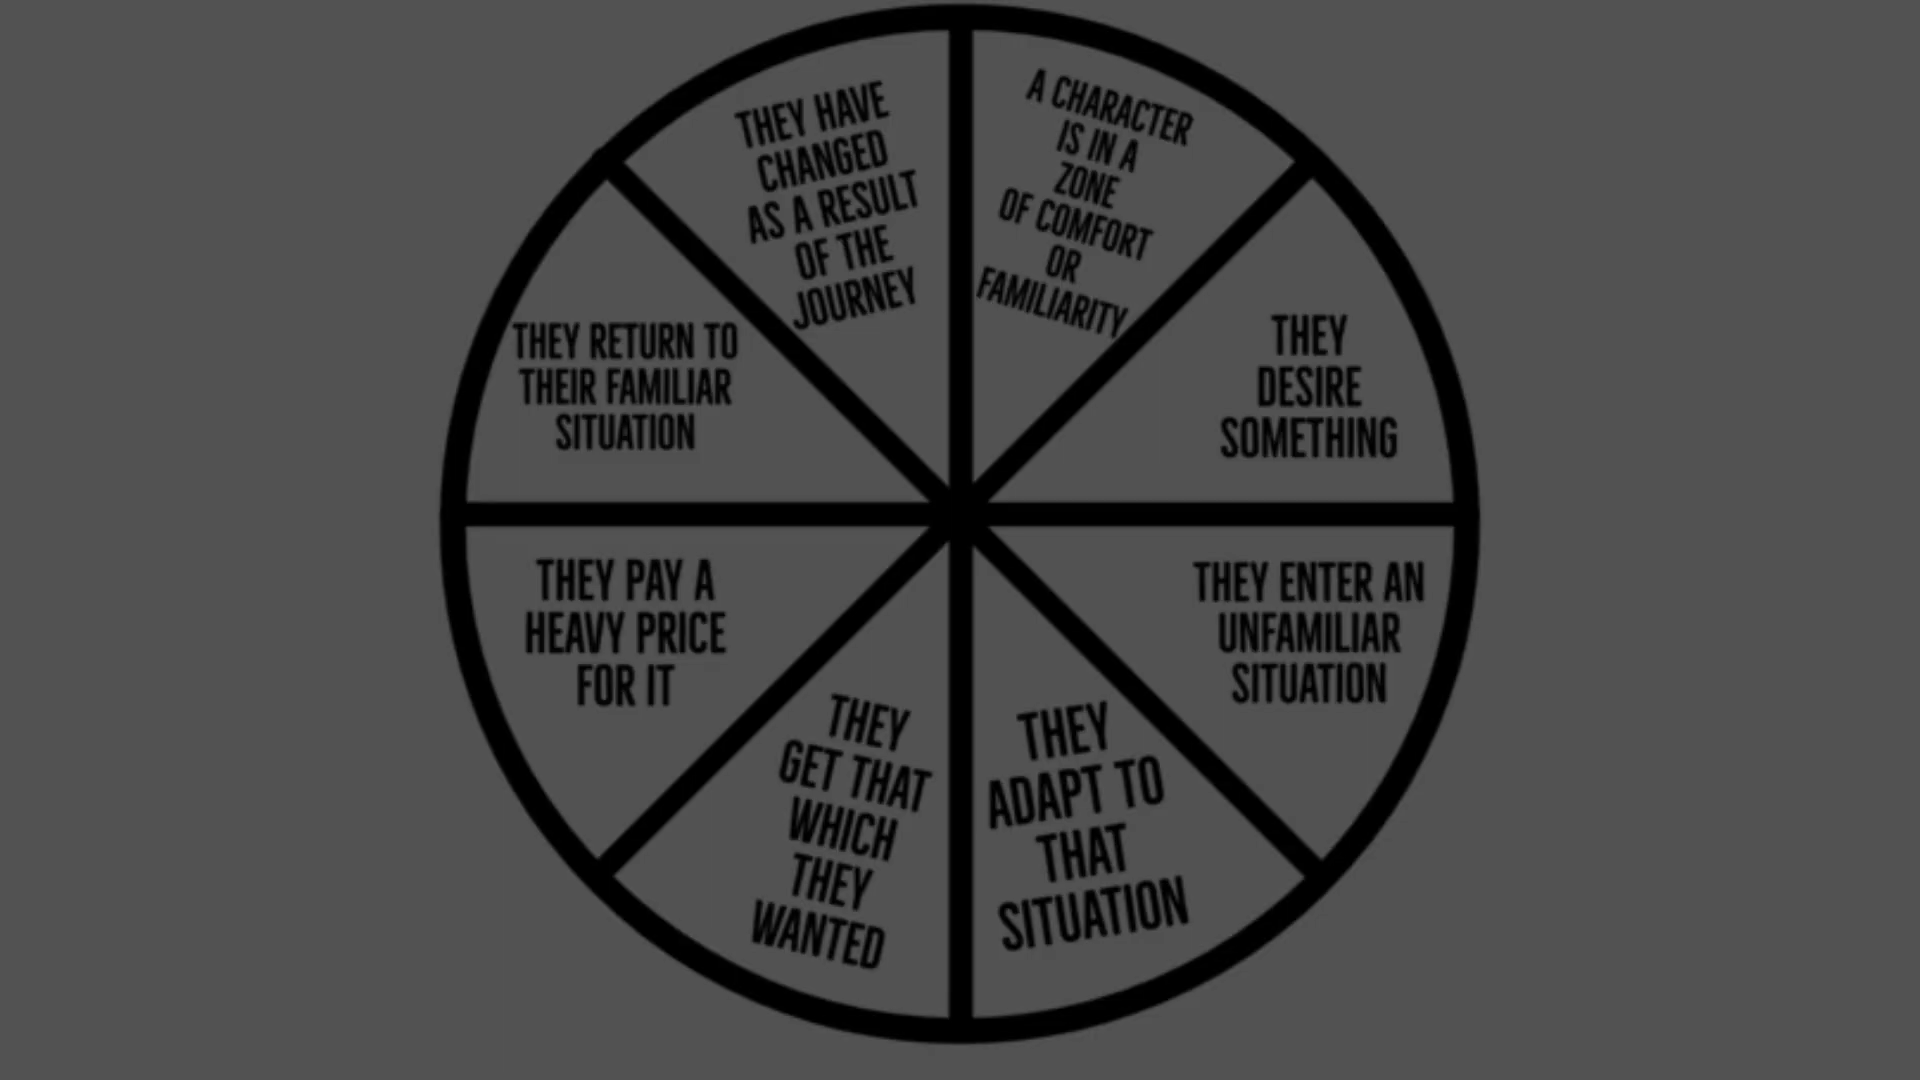 A CHARACTER
IS IN A
ZONE
OF COMFORT
OR
FAMILIARITY
THEY
DESIRE
SOMETHING
THEY ENTER AN
UNFAMILIAR
SITUATION
THEY
ADAPT TO
THAT
SITUATION
THEY
GET THAT
WHICH
THEY
WANTED
THEY PAY A
HEAVY PRICE
FOR IT
THEY RETURN TO
THEIR FAMILIAR
SITUATION
THEY HAVE
CHANGED
AS A RESULT
OF THE
JOURNEY